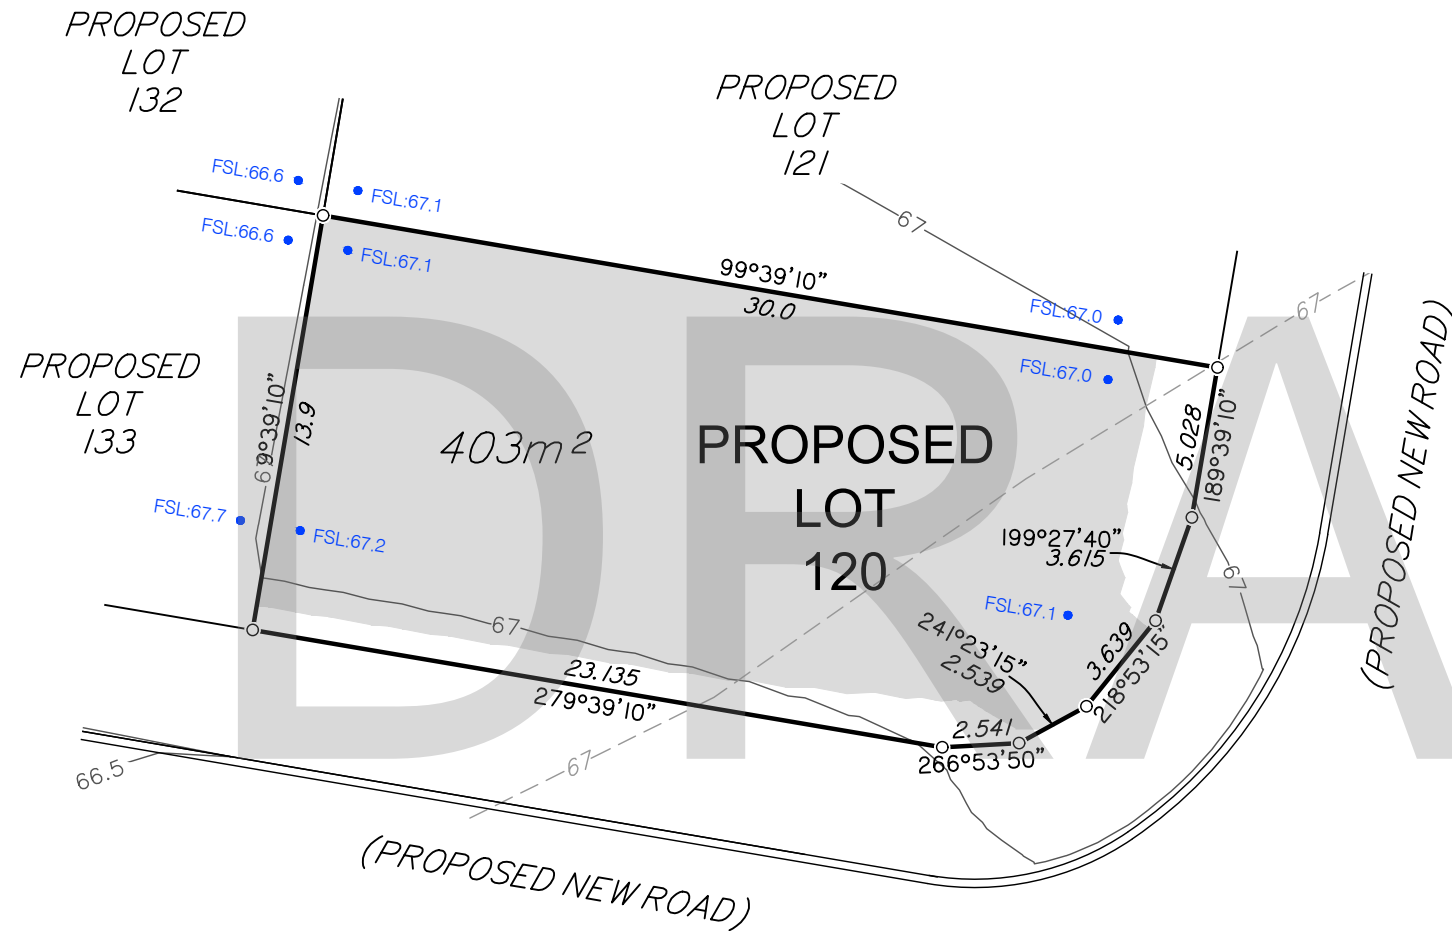 PROPOSED
LOT
132
PROPOSED
LOT
121
FSL:66.6
FSL:67.1
FSL:66.6
FSL:67.1
67
99°39'10"
30.0
FSL:67.0
67
FSL:67.0
PROPOSED
LOT
133
9°39'10"
13.9
67
403m²
PROPOSED
LOT
120
5.028
189°39'10"
(PROPOSED NEW ROAD)
FSL:67.7
FSL:67.2
199°27'40"
3.615
67
FSL:67.1
67
241°23'15"
2.539
3.639
218°53'15"
23.135
279°39'10"
2.541
266°53'50"
67
66.5
(PROPOSED NEW ROAD)
DRA